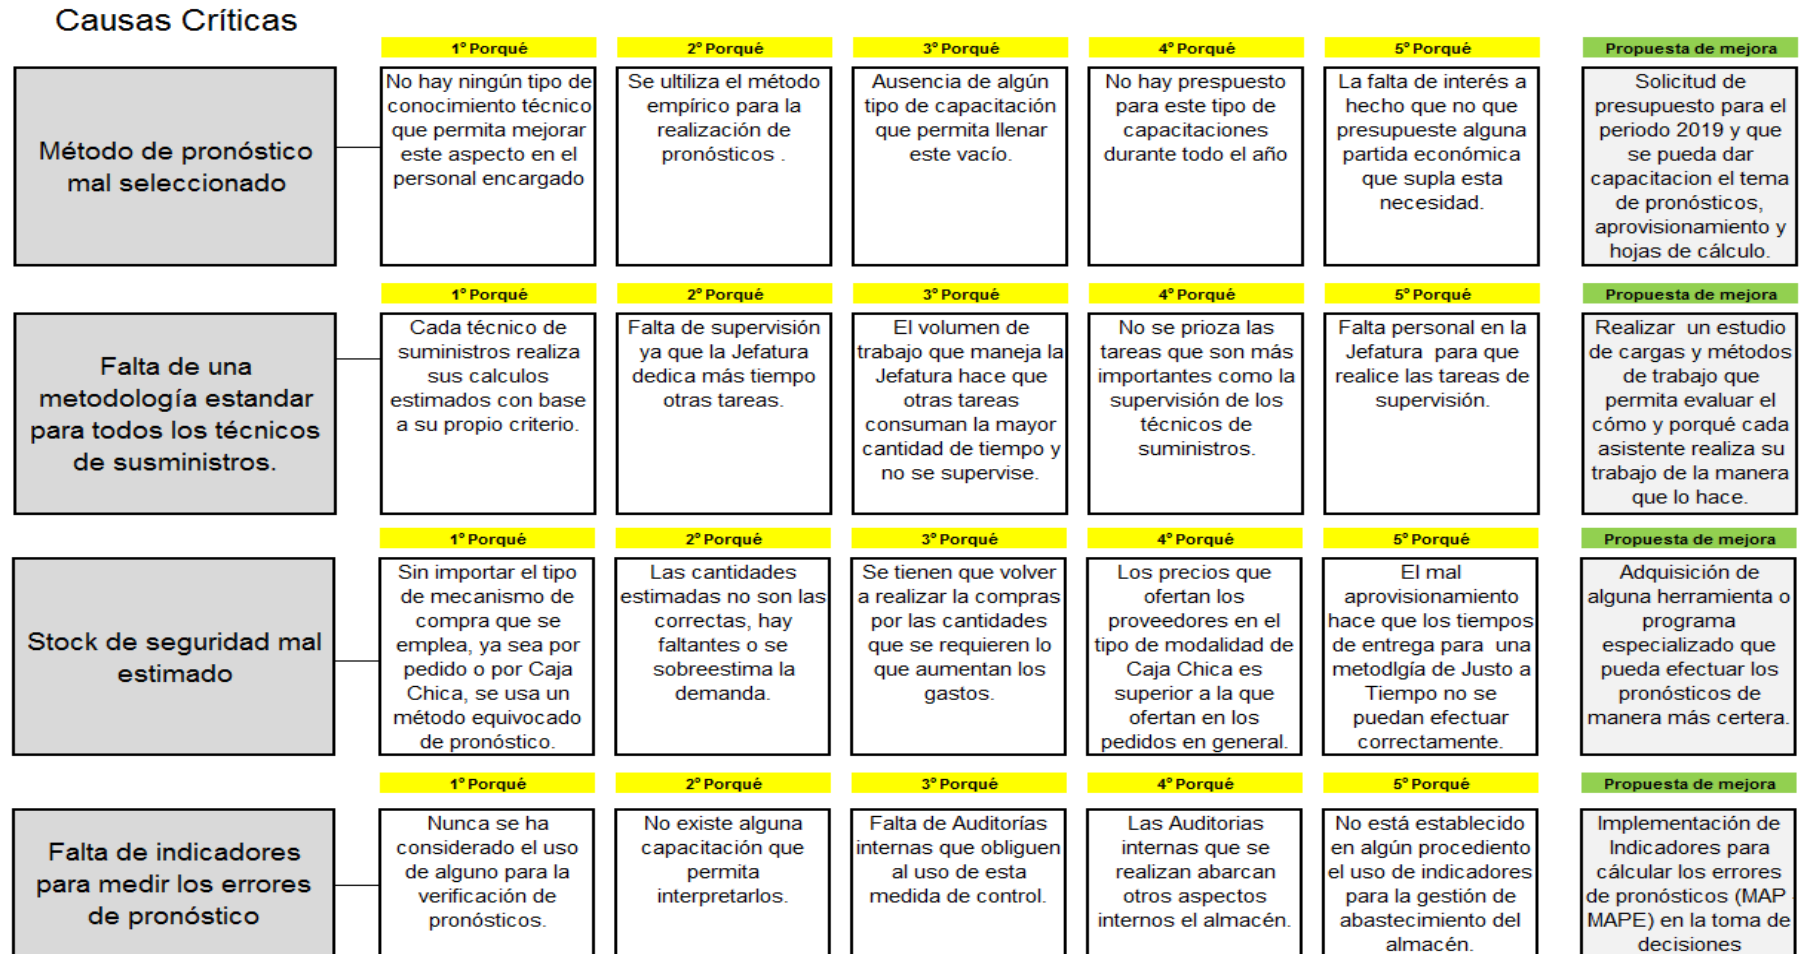 Causas Críticas
1° Porqué
2° Porqué
3° Porqué
4° Porqué
5° Porqué
Propuesta de mejora
Método de pronóstico
mal seleccionado
No hay ningún tipo de
conocimiento técnico
que permita mejorar
este aspecto en el
personal encargado
Se ultiliza el método
empírico para la
realización de
pronósticos .
Ausencia de algún
tipo de capacitación
que permita llenar
este vacío.
No hay prespuesto
para este tipo de
capacitaciones
durante todo el año
La falta de interés a
hecho que no que
presupueste alguna
partida económica
que supla esta
necesidad.
Solicitud de
presupuesto para el
periodo 2019 y que
se pueda dar
capacitacion el tema
de pronósticos,
aprovisionamiento y
hojas de cálculo.
1° Porqué
2° Porqué
3° Porqué
4° Porqué
5° Porqué
Propuesta de mejora
Falta de una
metodología estandar
para todos los técnicos
de susministros.
Cada técnico de
suministros realiza
sus calculos
estimados con base
a su propio criterio.
Falta de supervisión
ya que la Jefatura
dedica más tiempo
otras tareas.
El volumen de
trabajo que maneja la
Jefatura hace que
otras tareas
consuman la mayor
cantidad de tiempo y
no se supervise.
No se prioza las
tareas que son más
importantes como la
supervisión de los
técnicos de
suministros.
Falta personal en la
Jefatura para que
realice las tareas de
supervisión.
Realizar un estudio
de cargas y métodos
de trabajo que
permita evaluar el
cómo y porqué cada
asistente realiza su
trabajo de la manera
que lo hace.
1° Porqué
2° Porqué
3° Porqué
4° Porqué
5° Porqué
Propuesta de mejora
Stock de seguridad mal
estimado
Sin importar el tipo
de mecanismo de
compra que se
emplea, ya sea por
pedido o por Caja
Chica, se usa un
método equivocado
de pronóstico.
Las cantidades
estimadas no son las
correctas, hay
faltantes o se
sobreestima la
demanda.
Se tienen que volver
a realizar la compras
por las cantidades
que se requieren lo
que aumentan los
gastos.
Los precios que
ofertan los
proveedores en el
tipo de modalidad de
Caja Chica es
superior a la que
ofertan en los
pedidos en general.
El mal
aprovisionamiento
hace que los tiempos
de entrega para una
metodlgía de Justo a
Tiempo no se
puedan efectuar
correctamente.
Adquisición de
alguna herramienta o
programa
especializado que
pueda efectuar los
pronósticos de
manera más certera.
1° Porqué
2° Porqué
3° Porqué
4° Porqué
5° Porqué
Propuesta de mejora
Falta de indicadores
para medir los errores
de pronóstico
Nunca se ha
considerado el uso
de alguno para la
verificación de
pronósticos.
No existe alguna
capacitación que
permita
interpretarlos.
Falta de Auditorías
internas que obliguen
al uso de esta
medida de control.
Las Auditorias
internas que se
realizan abarcan
otros aspectos
internos el almacén.
No está establecido
en algún procediento
el uso de indicadores
para la gestión de
abastecimiento del
almacén.
Implementación de
Indicadores para
cálcular los errores
de pronósticos (MAP -
MAPE) en la toma de
decisiones